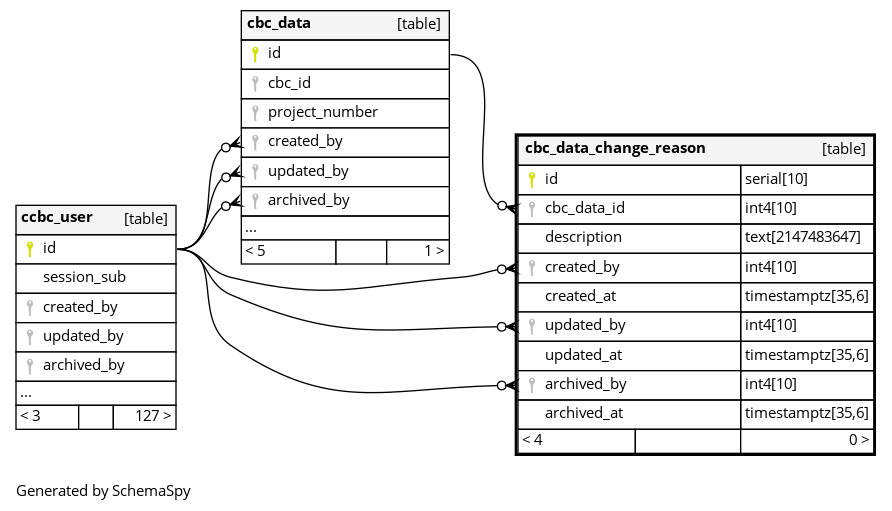 cbc_data [table]
id
cbc_id
project_number
created_by
updated_by
archived_by
...
< 5 1 >
cbc_data_change_reason [table]
id serial[10]
cbc_data_id int4[10]
description text[2147483647]
created_by int4[10]
created_at timestamptz[35,6]
updated_by int4[10]
updated_at timestamptz[35,6]
archived_by int4[10]
archived_at timestamptz[35,6]
< 4 0 >
ccbc_user [table]
id
session_sub
created_by
updated_by
archived_by
...
< 3 127 >
Generated by SchemaSpy